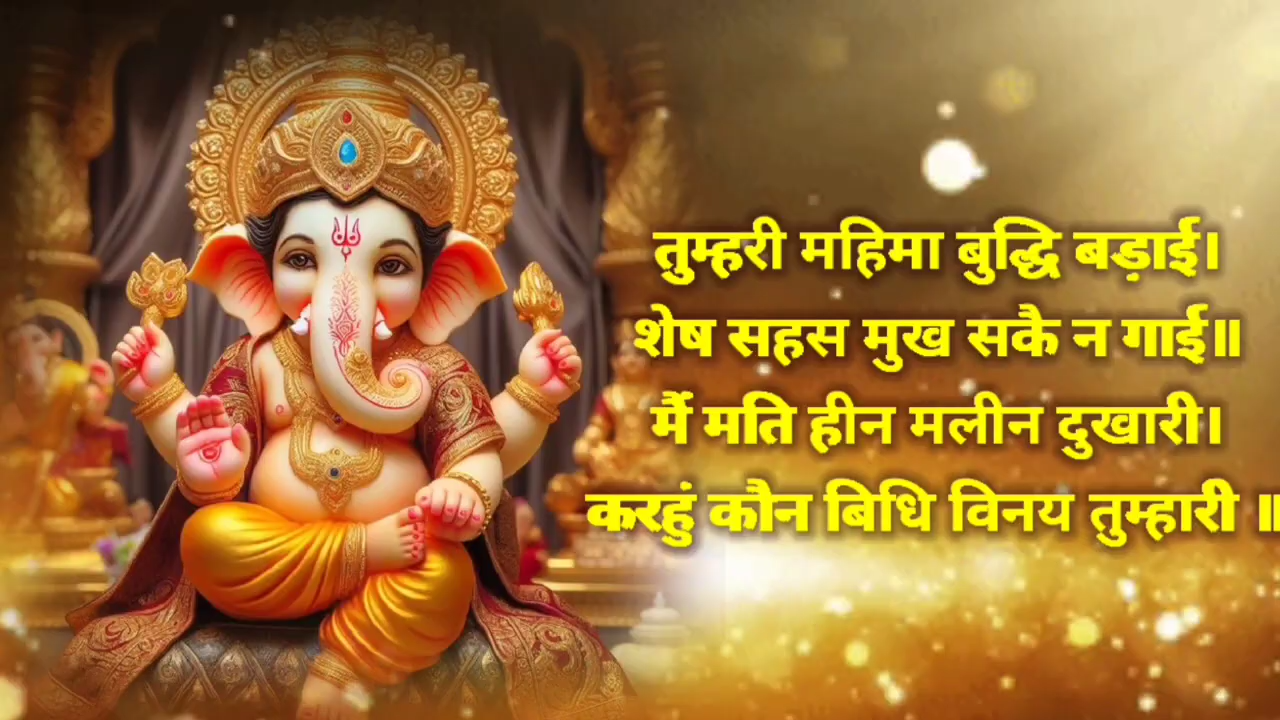 तुम्हरी महिमा बुद्धि बड़ाई।
शेष सहस मुख सकै न गाई॥
मैं मति हीन मलीन दुखारी।
करहुं कौन बिधि विनय तुम्हारी ॥